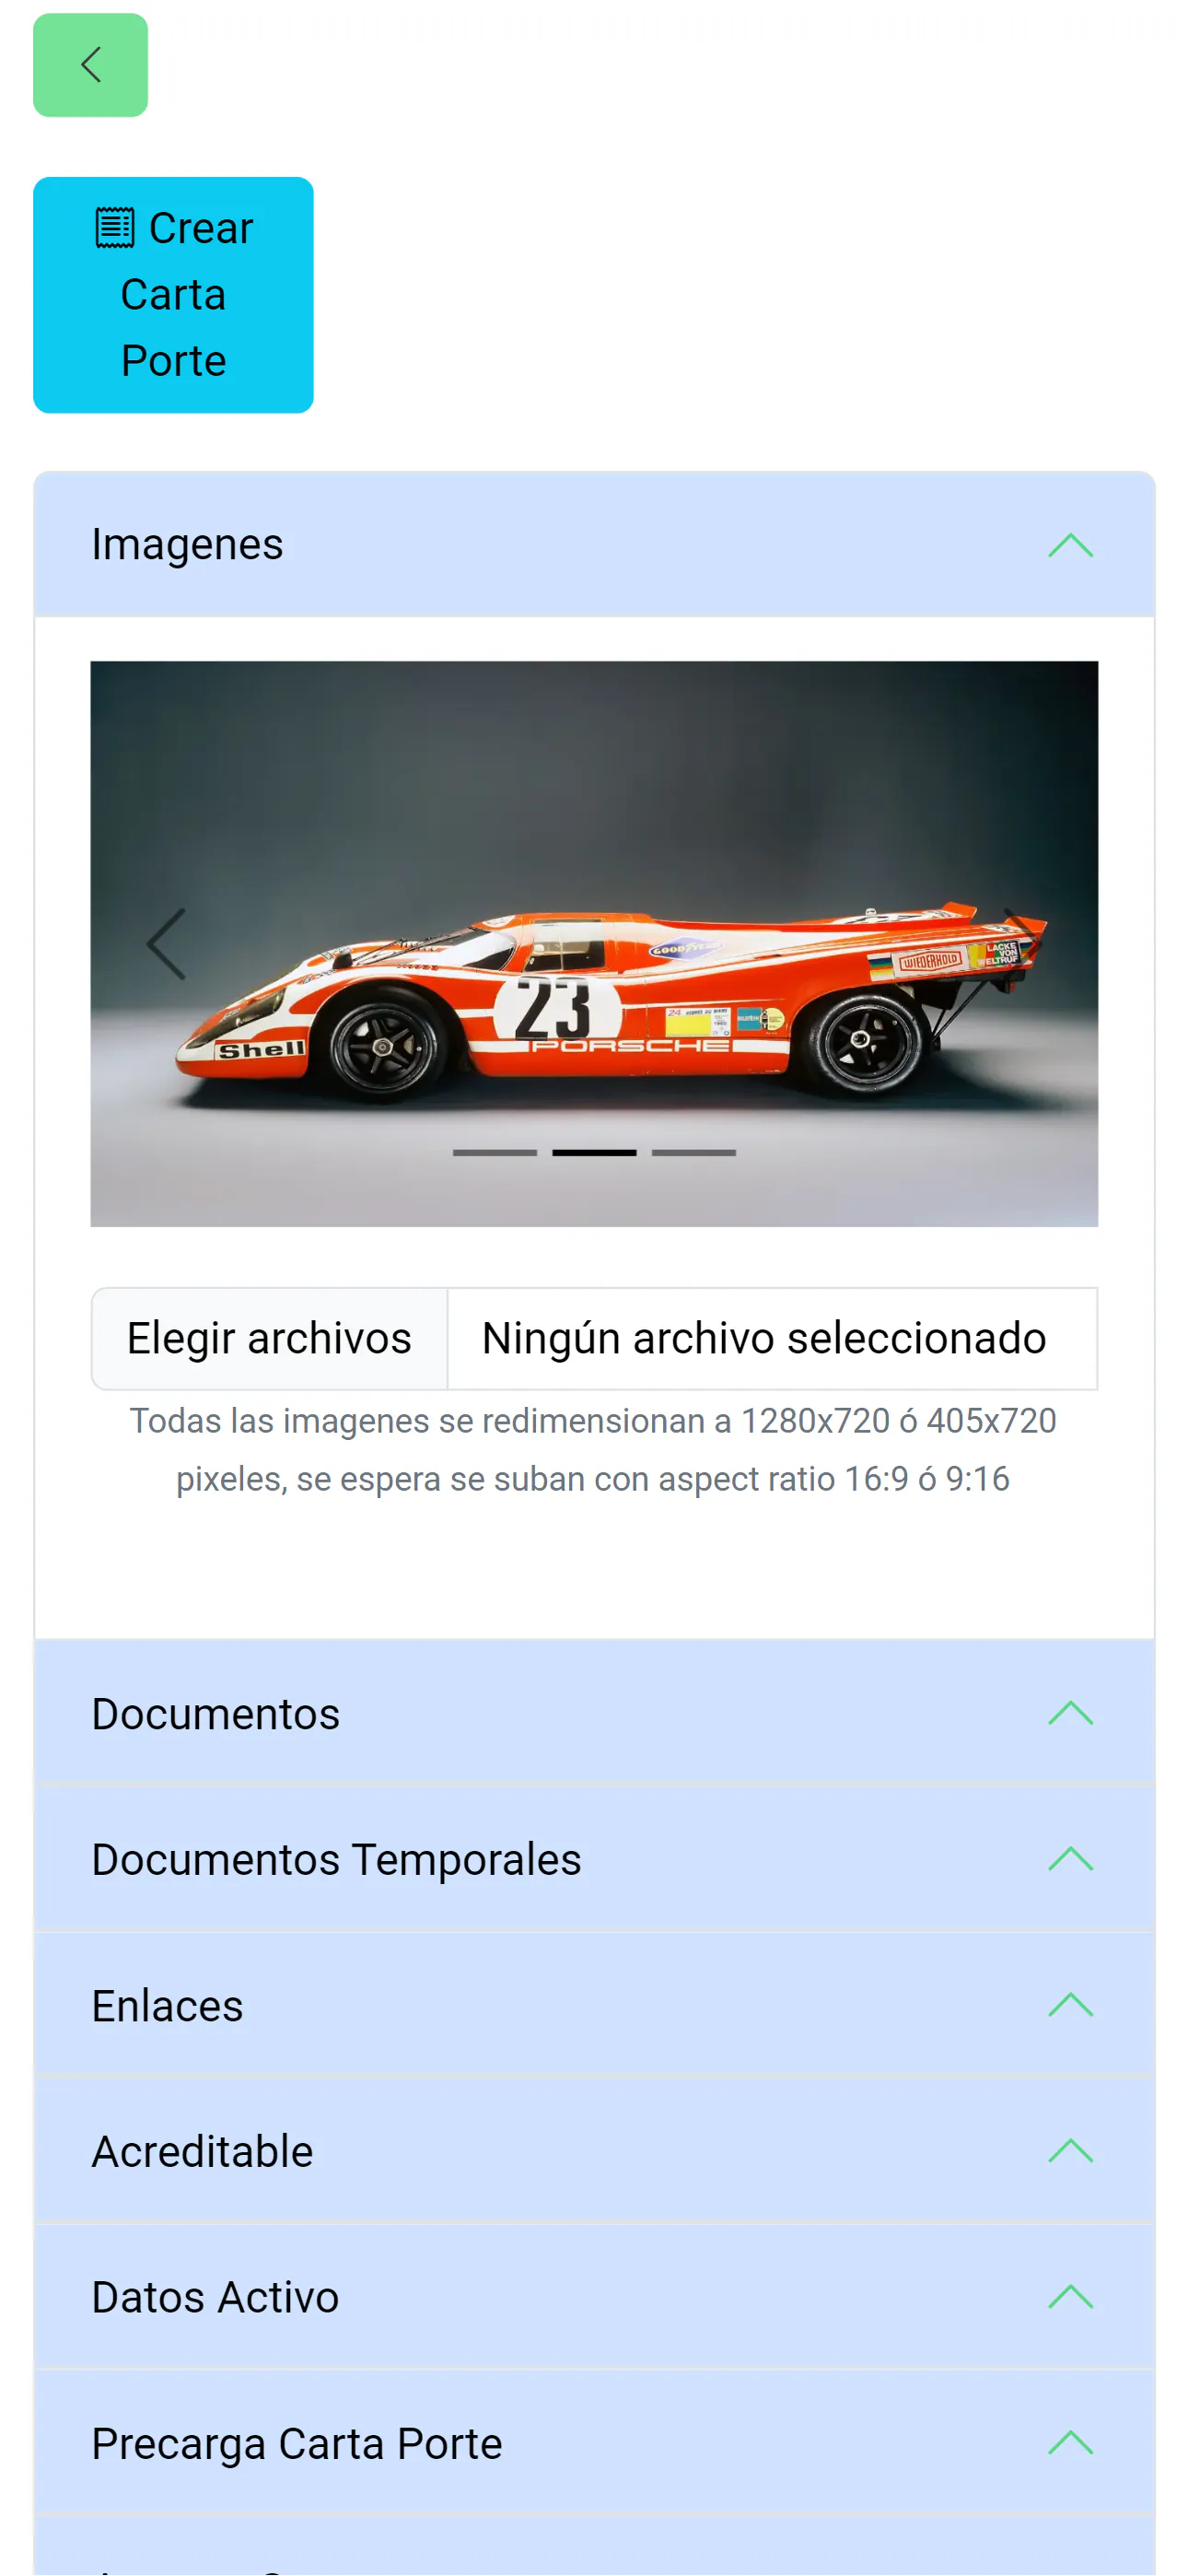 Crear
Carta
Porte
Imagenes
GOODYEAR
WIEDERHOLD
LACKE
VON
WELTRUF
23
24
Shell
PORSCHE
Elegir archivos Ningún archivo seleccionado
Todas las imagenes se redimensionan a 1280x720 ó 405x720
pixeles, se espera se suban con aspect ratio 16:9 ó 9:16
Documentos
Documentos Temporales
Enlaces
Acreditable
Datos Activo
Precarga Carta Porte